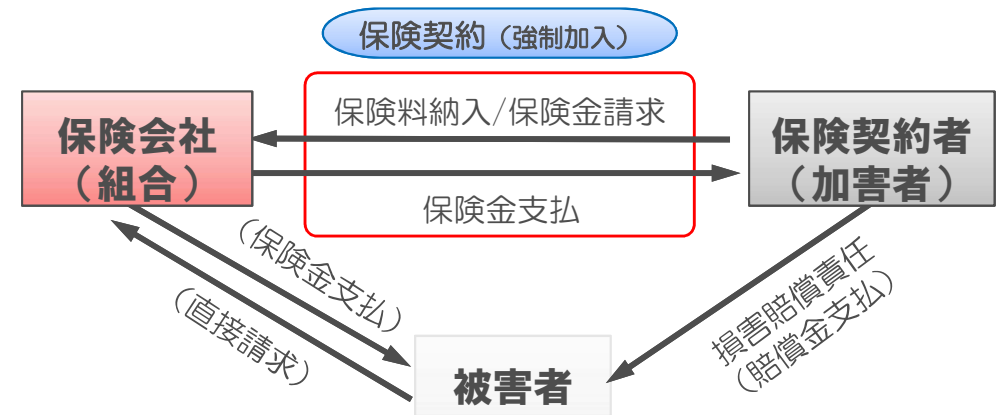 保険契約（強制加入）
保険料納入/保険金請求
保険会社
（組合）
保険契約者
（加害者）
保険金支払
（保険金支払）
（直接請求）
損害賠償責任
（賠償金支払）
被害者